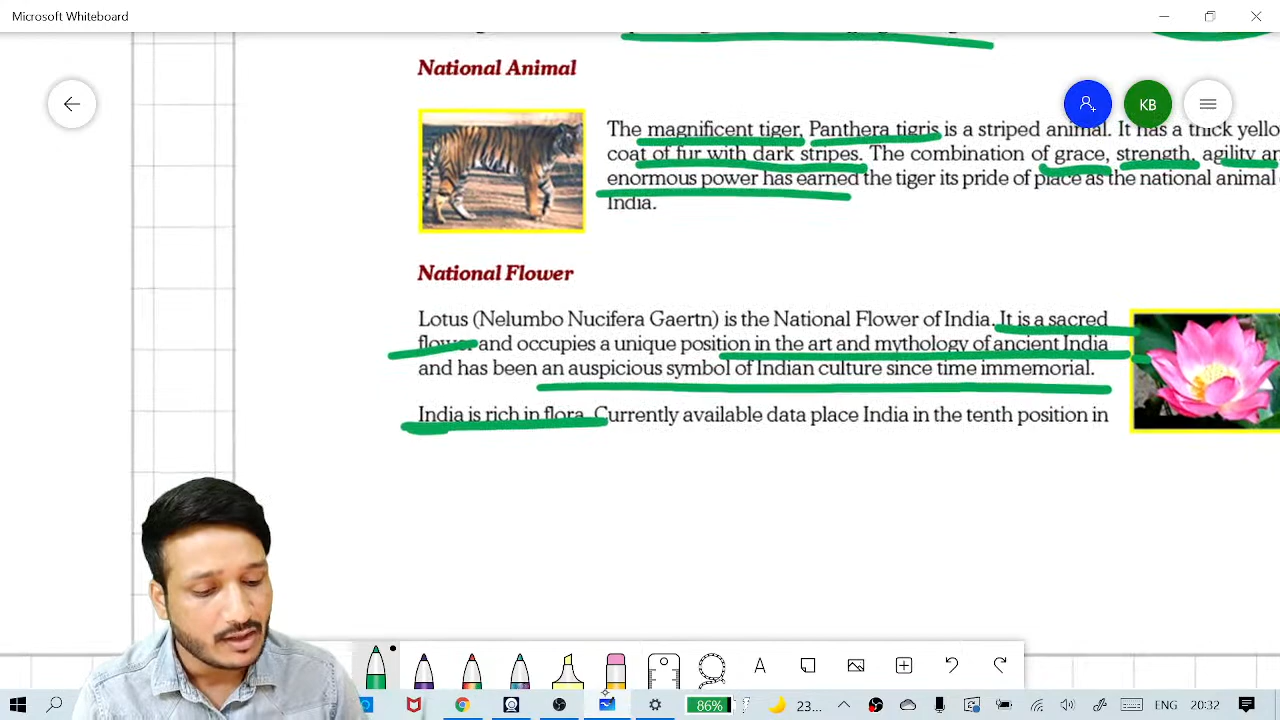 Microsoft Whiteboard
National Animal
KB
The magnificent tiger, Panthera tigris is a striped animal. It has a thick yello
coat of fur with dark stripes. The combination of grace, strength, agility an
enormous power has earned the tiger its pride of place as the national animal
India.
National Flower
Lotus (Nelumbo Nucifera Gaertn) is the National Flower of India. It is a sacred
flower and occupies a unique position in the art and mythology of ancient India
and has been an auspicious symbol of Indian culture since time immemorial.
India is rich in flora. Currently available data place India in the tenth position in
A
86%
23...
ENG
20:32